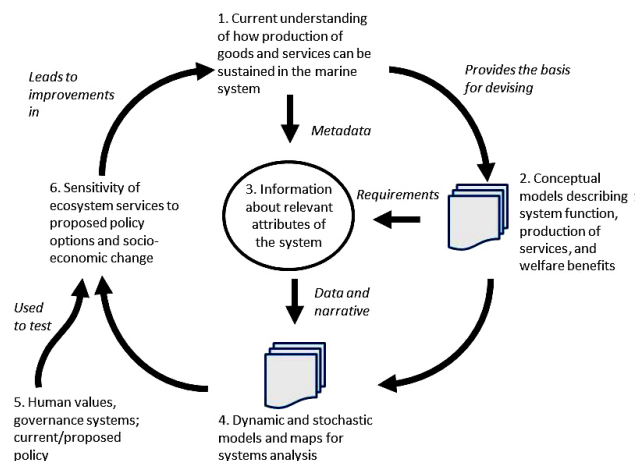 1. Current understanding
of how production of
goods and services can be
sustained in the marine
system
Leads to
improvements
in
Provides the basis
for devising
Metadata
6. Sensitivity of
ecosystem services to
proposed policy
options and socio-
economic change
3. Information
about relevant
attributes of
the system
Requirements
2. Conceptual
models describing
system function,
production of
services, and
welfare benefits
Used
to test
Data and
narrative
5. Human values,
governance systems;
current/proposed
policy
4. Dynamic and stochastic
models and maps for
systems analysis